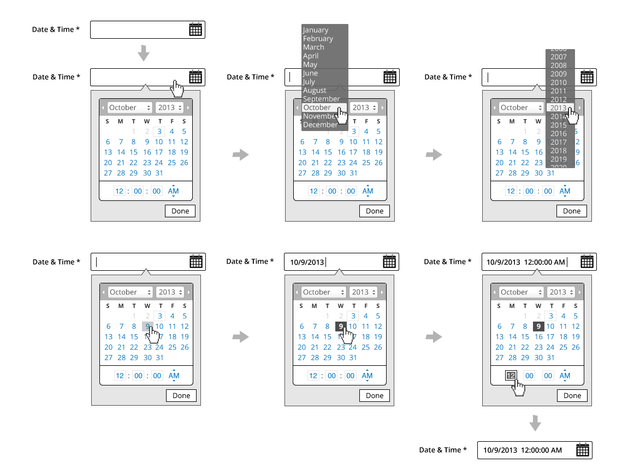 Date & Time *
Date & Time *
October 2013
S M T W T F S
1 2 3 4 5
6 7 8 9 10 11 12
13 14 15 16 17 18 19
20 21 22 23 24 25 26
27 28 29 30 31
12 : 00 : 00 AM
Done
Date & Time *
January
February
March
April
May
June
July
August
September
October
November
December
2013
T F S
2 3 4 5
6 7 8 9 10 11 12
13 14 15 16 17 18 19
20 21 22 23 24 25 26
27 28 29 30 31
12 : 00 : 00 AM
Done
Date & Time *
2007
2008
2009
2010
2011
2012
2013
2014
2015
2016
2017
2018
2019
2020
October
S M T W
1 2
6 7 8 9
13 14 15 16
20 21 22 23
27 28 29 30 31
12 : 00 : 00 AM
Done
Date & Time *
October 2013
S M T W T F S
1 2 3 4 5
6 7 8 9 10 11 12
13 14 15 16 17 18 19
20 21 22 23 24 25 26
27 28 29 30 31
12 : 00 : 00 AM
Done
Date & Time *
10/9/2013
October 2013
S M T W T F S
1 2 3 4 5
6 7 8 9 10 11 12
13 14 15 16 17 18 19
20 21 22 23 24 25 26
27 28 29 30 31
12 : 00 : 00 AM
Done
Date & Time *
10/9/2013 12:00:00 AM
October 2013
S M T W T F S
1 2 3 4 5
6 7 8 9 10 11 12
13 14 15 16 17 18 19
20 21 22 23 24 25 26
27 28 29 30 31
12 00 : 00 AM
Done
Date & Time *
10/9/2013 12:00:00 AM